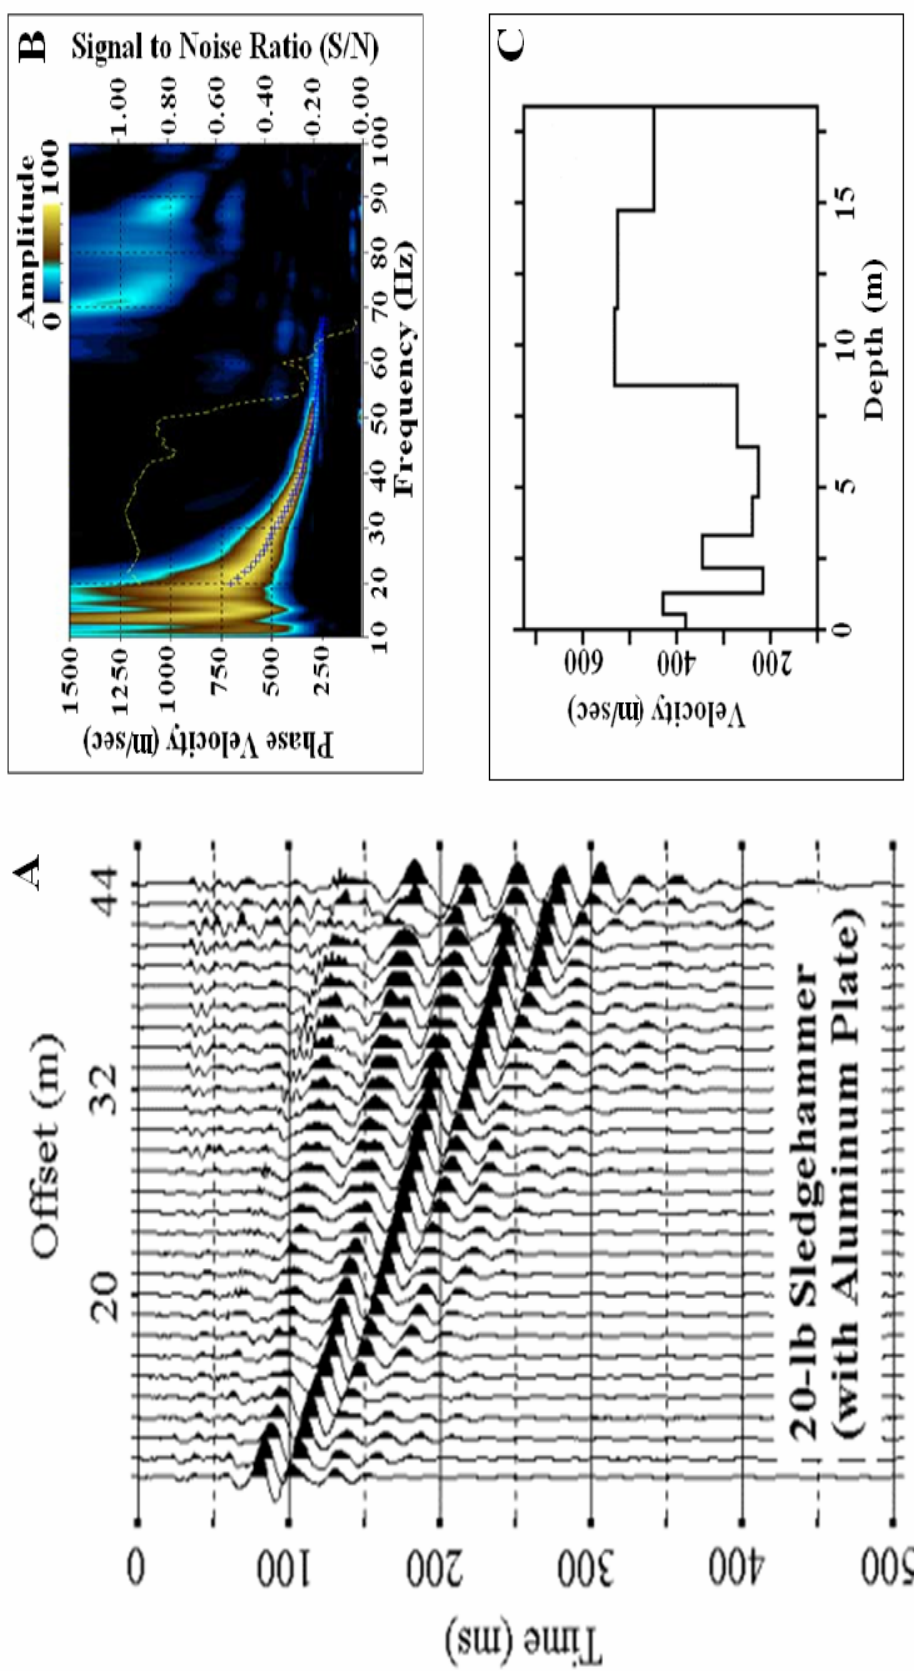 A
Offset (m)
20 32 44
Time (ms)
0
100
200
300
400
500
20-lb Sledgehammer
(with Aluminum Plate)
B
Signal to Noise Ratio (S/N)
Amplitude
0 100
1.00
0.80
0.60
0.40
0.20
0.00
1500
1250
1000
750
500
250
Phase Velocity (m/sec)
10 20 30 40 50 60 70 80 90 100
Frequency (Hz)
C
Velocity (m/sec)
600
400
200
0 5 10 15
Depth (m)